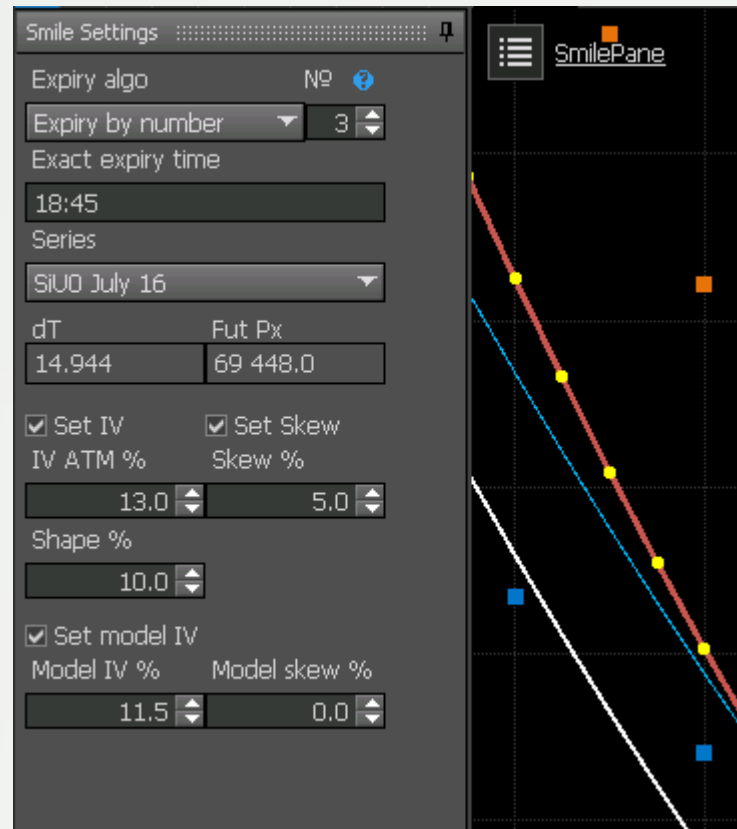 Smile Settings
SmilePane
Expiry algo Nº ?
Expiry by number 3
Exact expiry time
18:45
Series
SiU0 July 16
dT Fut Px
14.944 69 448.0
Set IV Set Skew
IV ATM % Skew %
13.0 5.0
Shape %
10.0
Set model IV
Model IV % Model skew %
11.5 0.0